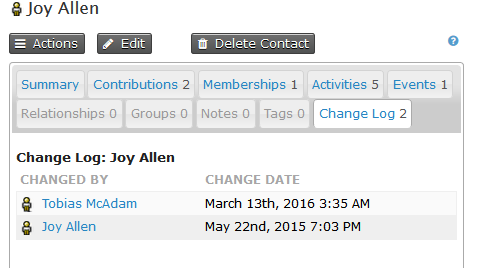 Joy Allen
Actions Edit Delete Contact ?
Summary Contributions 2 Memberships 1 Activities 5 Events 1
Relationships 0 Groups 0 Notes 0 Tags 0 Change Log 2
Change Log: Joy Allen
CHANGED BY CHANGE DATE
Tobias McAdam March 13th, 2016 3:35 AM
Joy Allen May 22nd, 2015 7:03 PM